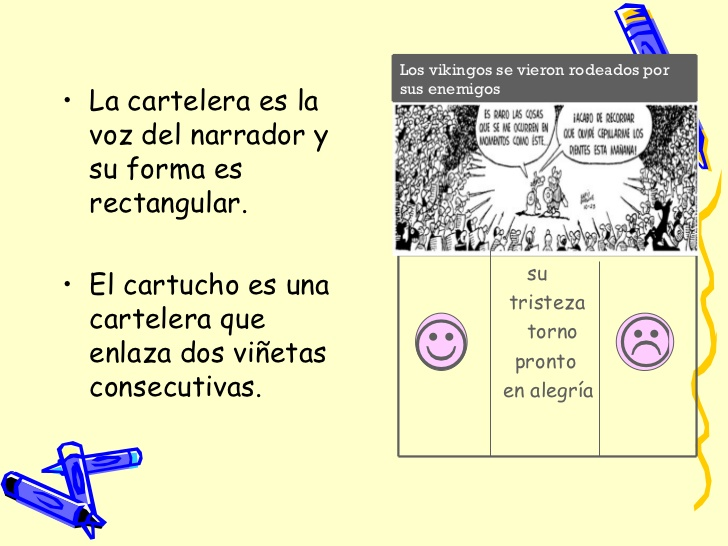 • La cartelera es la
voz del narrador y
su forma es
rectangular.
• El cartucho es una
cartelera que
enlaza dos viñetas
consecutivas.
Los vikingos se vieron rodeados por
sus enemigos
ES RARO LAS COSAS
QUE SE ME OCURREN EN
MOMENTOS COMO ÉSTE...
¡ACABO DE RECORDAR
QUE OLVIDÉ CEPILLARME LOS
DIENTES ESTA MAÑANA!
su
tristeza
torno
pronto
en alegría